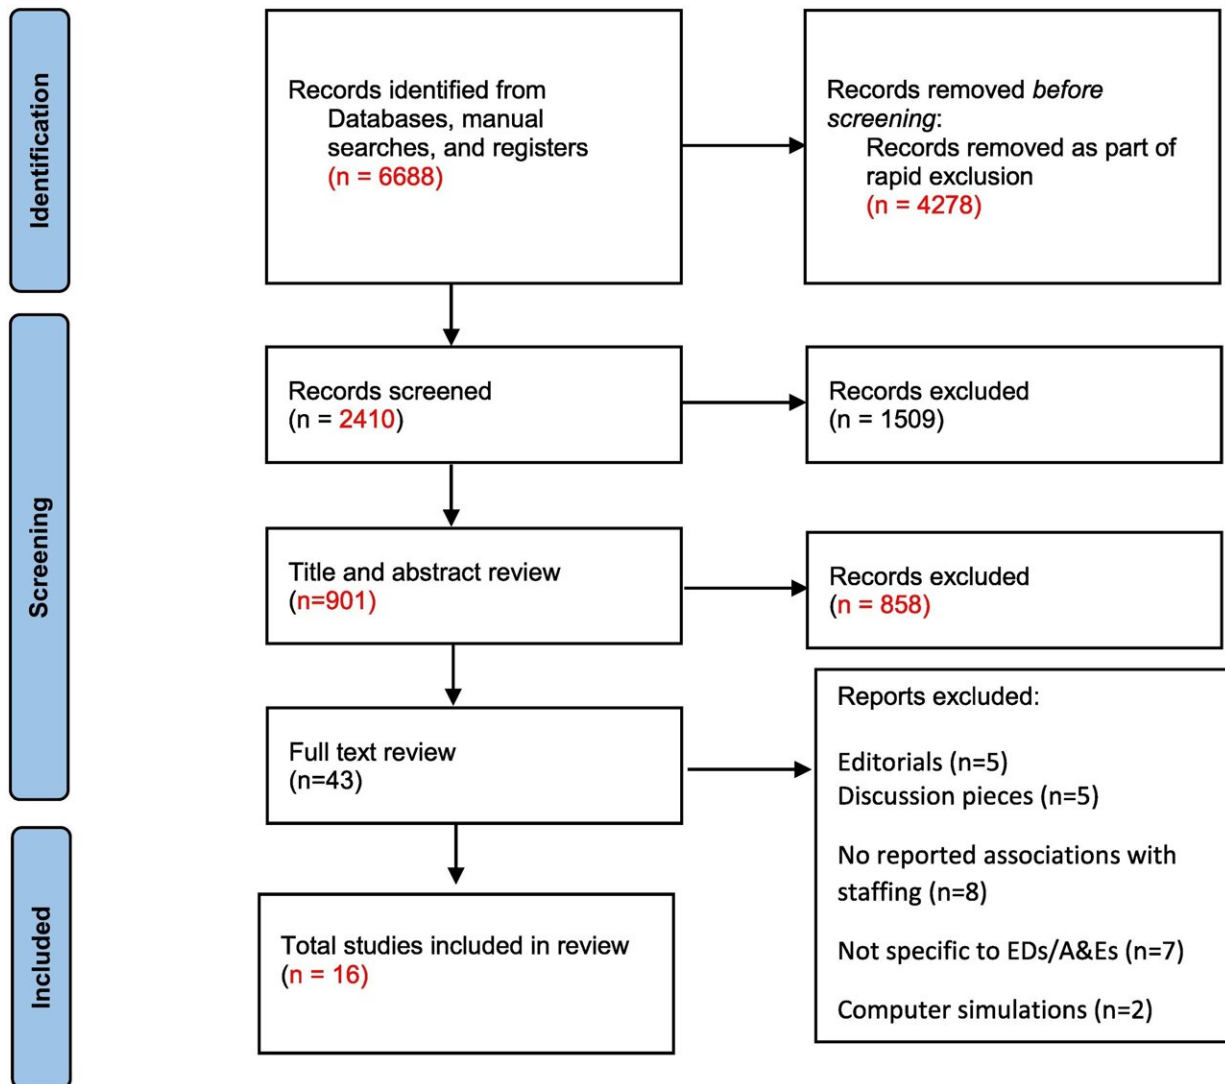 Identification
Records identified from
Databases, manual
searches, and registers
(n = 6688)
Records removed before
screening:
Records removed as part of
rapid exclusion
(n = 4278)
Screening
Records screened
(n = 2410)
Records excluded
(n = 1509)
Title and abstract review
(n=901)
Records excluded
(n = 858)
Full text review
(n=43)
Reports excluded:
Editorials (n=5)
Discussion pieces (n=5)
No reported associations with
staffing (n=8)
Not specific to EDs/A&Es (n=7)
Computer simulations (n=2)
Included
Total studies included in review
(n = 16)